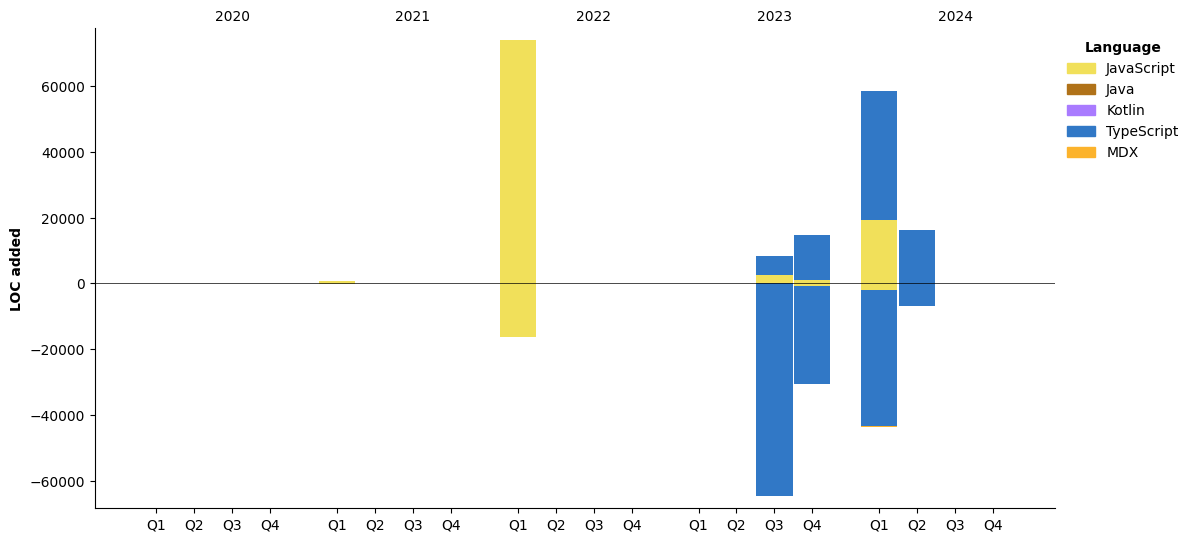 2020 2021 2022 2023 2024
Language
JavaScript
Java
Kotlin
TypeScript
MDX
LOC added
60000
40000
20000
0
−20000
−40000
−60000
Q1 Q2 Q3 Q4 Q1 Q2 Q3 Q4 Q1 Q2 Q3 Q4 Q1 Q2 Q3 Q4 Q1 Q2 Q3 Q4